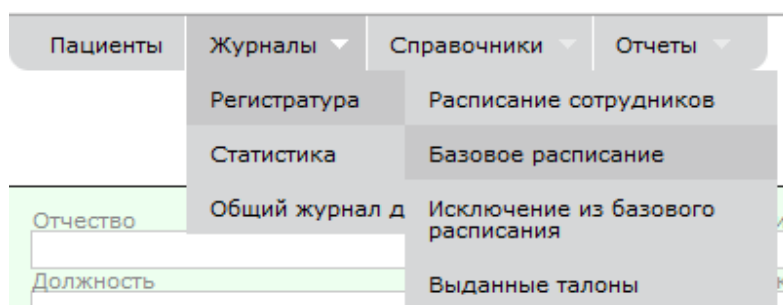 Пациенты Журналы Справочники Отчеты
Регистратура Расписание сотрудников
Статистика Базовое расписание
Общий журнал Исключение из базового
расписания
Отчество
Должность Выданные талоны